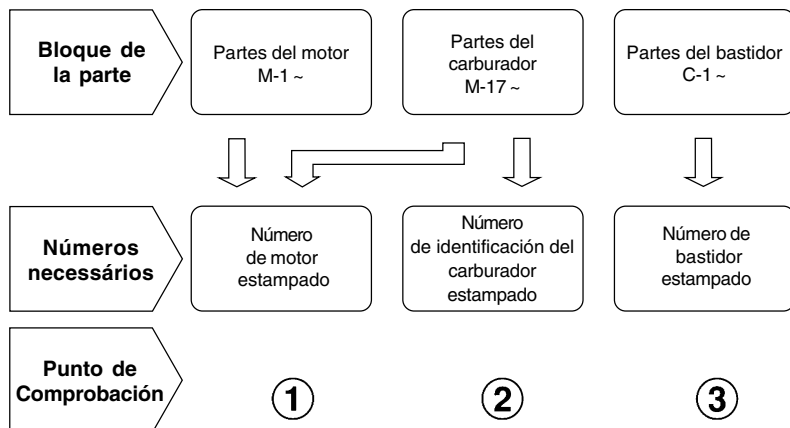 Bloque de
la parte
Partes del motor
M-1 ~
Partes del
carburador
M-17 ~
Partes del bastidor
C-1 ~
Números
necessários
Número
de motor
estampado
Número
de identificación del
carburador
estampado
Número de
bastidor
estampado
Punto de
Comprobación
1
2
3